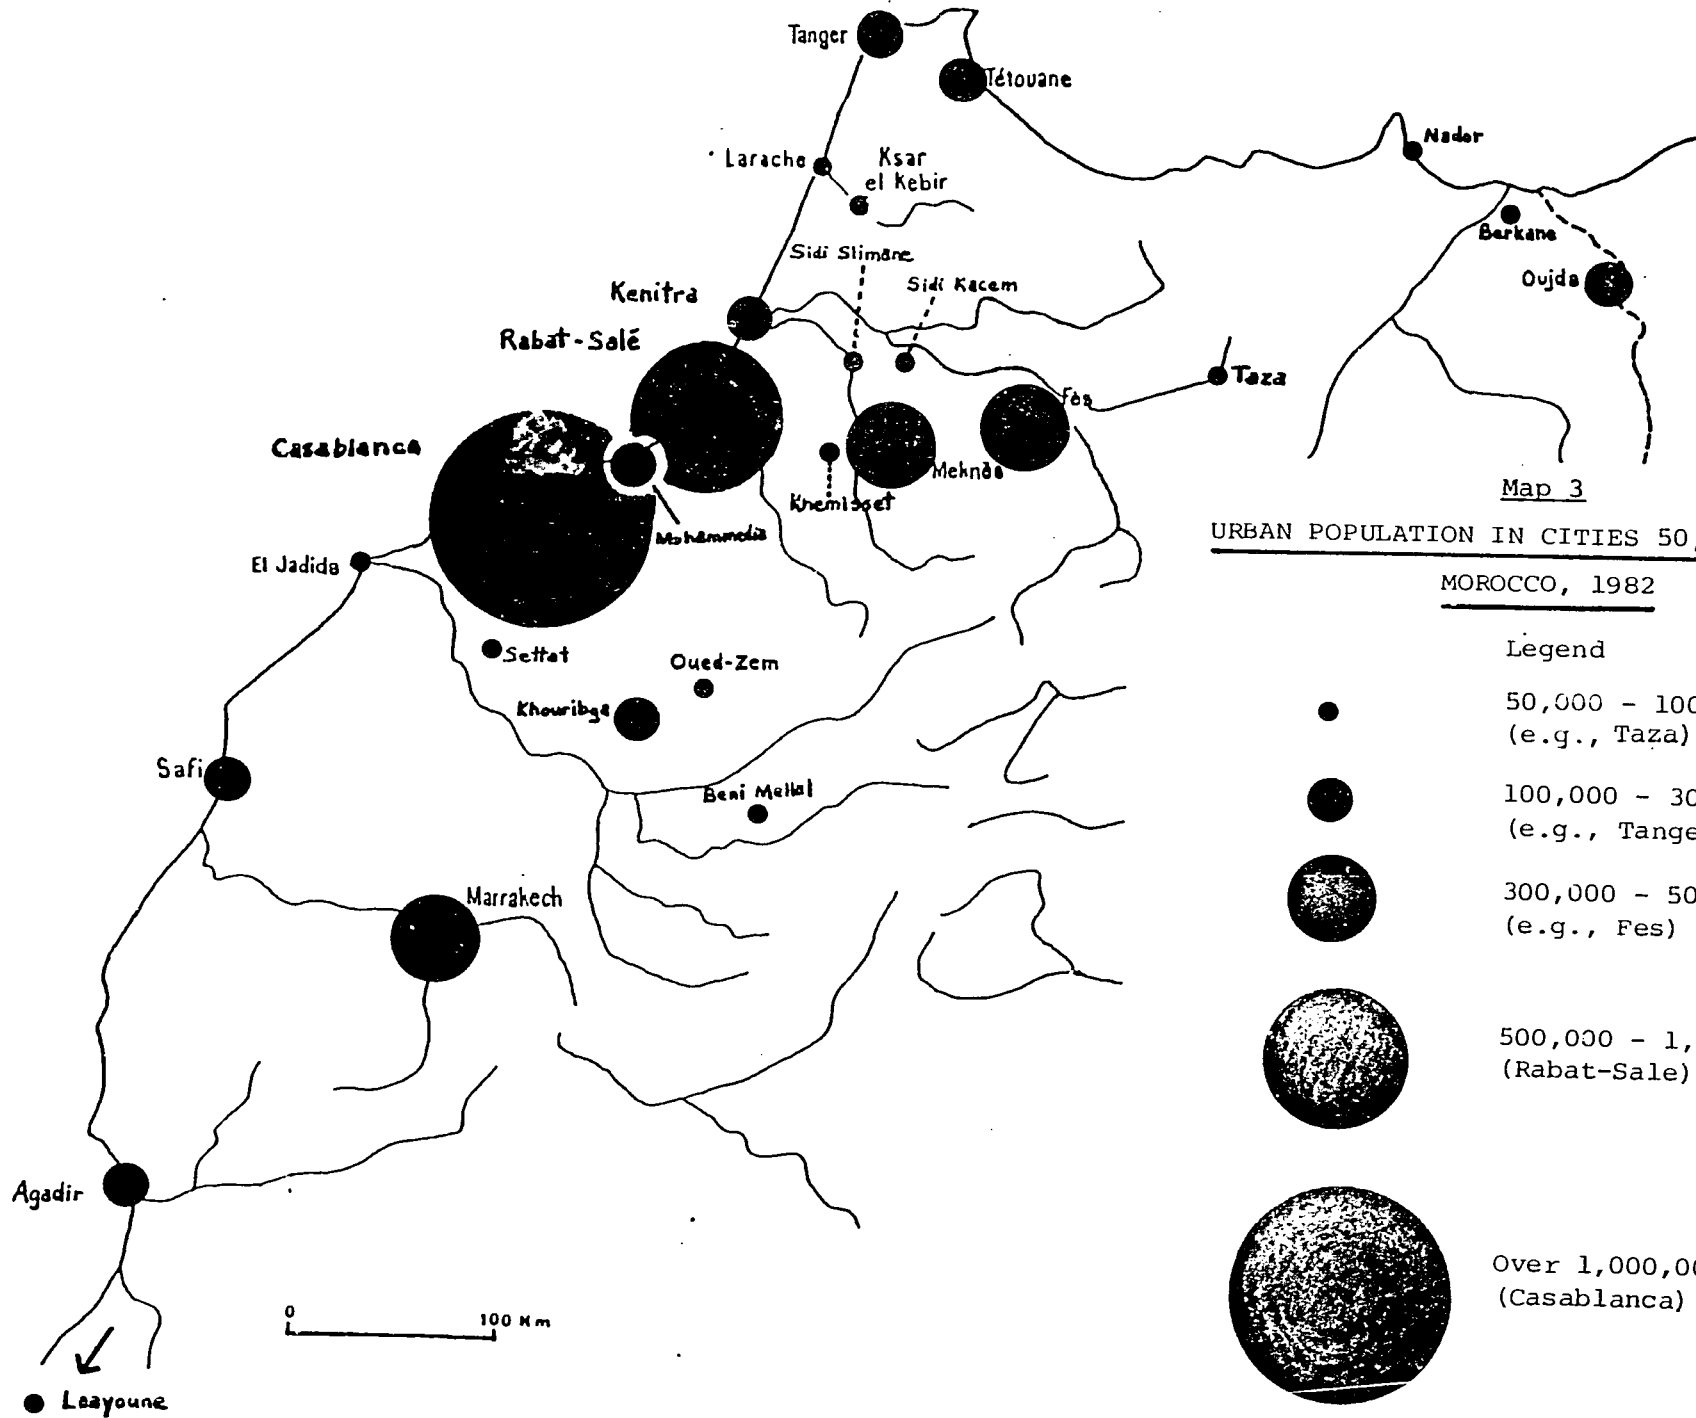 Tanger
Tétouane
Nador
Larache
Ksar
el Kebir
Berkane
Sidi Slimane
Oujda
Sidi Kacem
Kenitra
Rabat-Salé
Taza
Fès
Casablanca
Meknès
Khemisset
Mohammedia
El Jadida
Settat
Oued-Zem
Khouribga
Safi
Beni Mellal
Marrakech
Agadir
0 100 Km
Laayoune
Map 3
URBAN POPULATION IN CITIES 50,
MOROCCO, 1982
Legend
50,000 - 100
(e.g., Taza)
100,000 - 30
(e.g., Tange
300,000 - 50
(e.g., Fes)
500,000 - 1,
(Rabat-Sale)
Over 1,000,00
(Casablanca)